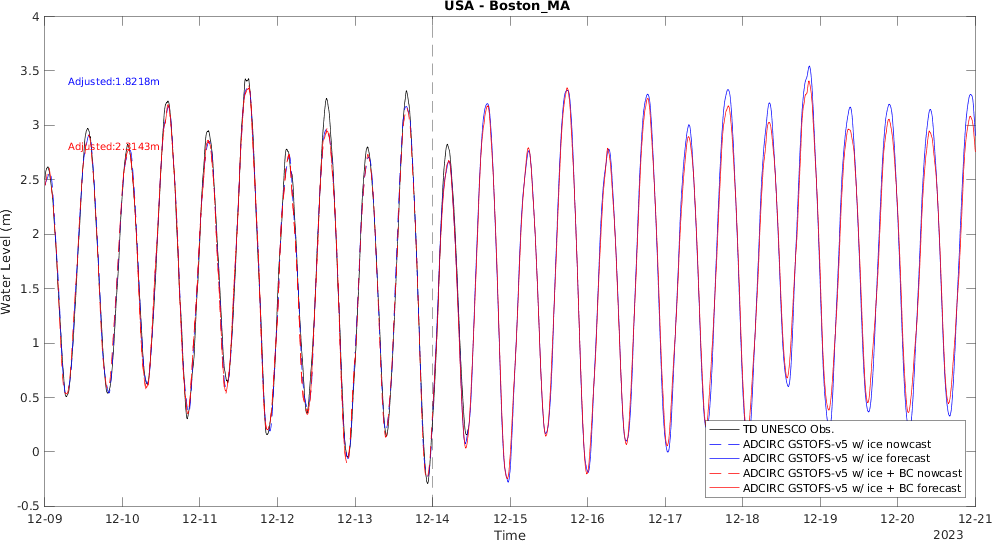 USA - Boston_MA
4
3.5
3
2.5
2
1.5
1
0.5
0
-0.5
Water Level (m)
Adjusted:1.8218m
12-09
12-10
12-11
12-12
12-13
12-14
12-15
12-16
12-17
12-18
12-19
12-20
12-21
Time
2023
TD UNESCO Obs.
ADCIRC GSTOFS-v5 w/ ice nowcast
ADCIRC GSTOFS-v5 w/ ice forecast
ADCIRC GSTOFS-v5 w/ ice + BC nowcast
ADCIRC GSTOFS-v5 w/ ice + BC forecast